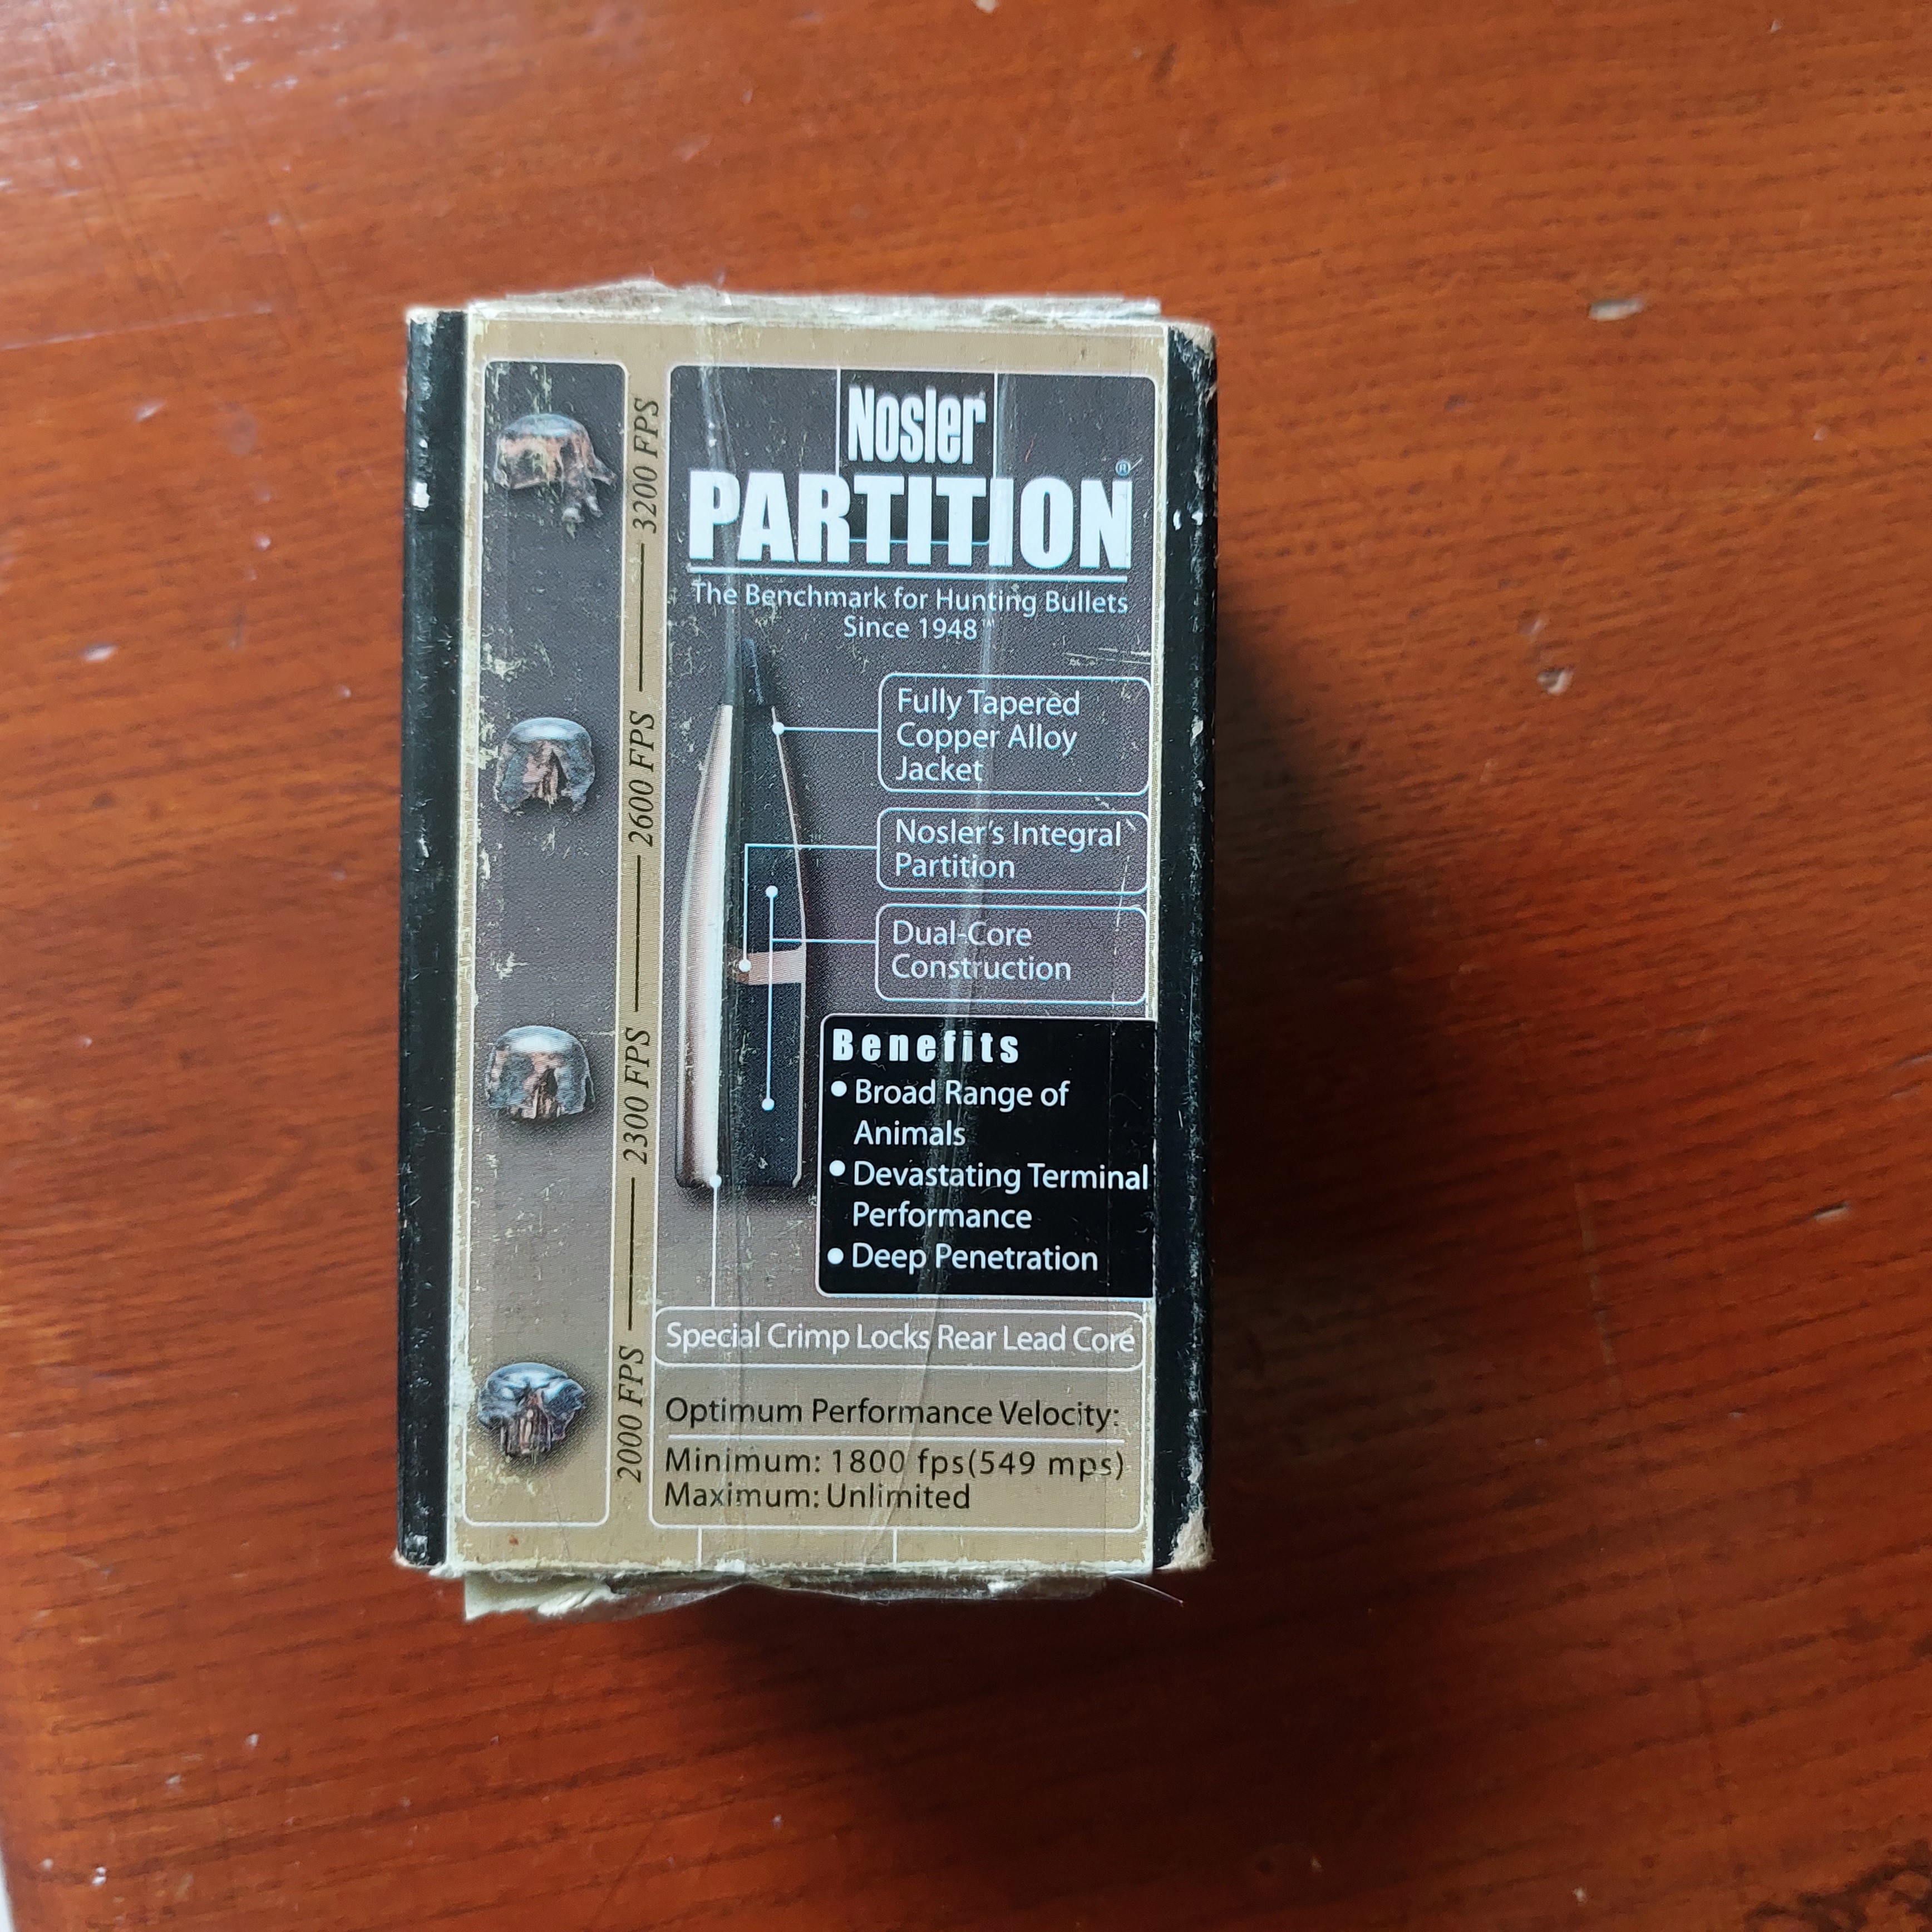 Nosler
PARTITION®
The Benchmark for Hunting Bullets
Since 1948™
Fully Tapered
Copper Alloy
Jacket
Nosler's Integral
Partition
Dual-Core
Construction
Benefits
• Broad Range of
Animals
• Devastating Terminal
Performance
• Deep Penetration
Special Crimp Locks Rear Lead Core
Optimum Performance Velocity:
Minimum: 1800 fps(549 mps)
Maximum: Unlimited
3200 FPS
2600 FPS
2300 FPS
2000 FPS